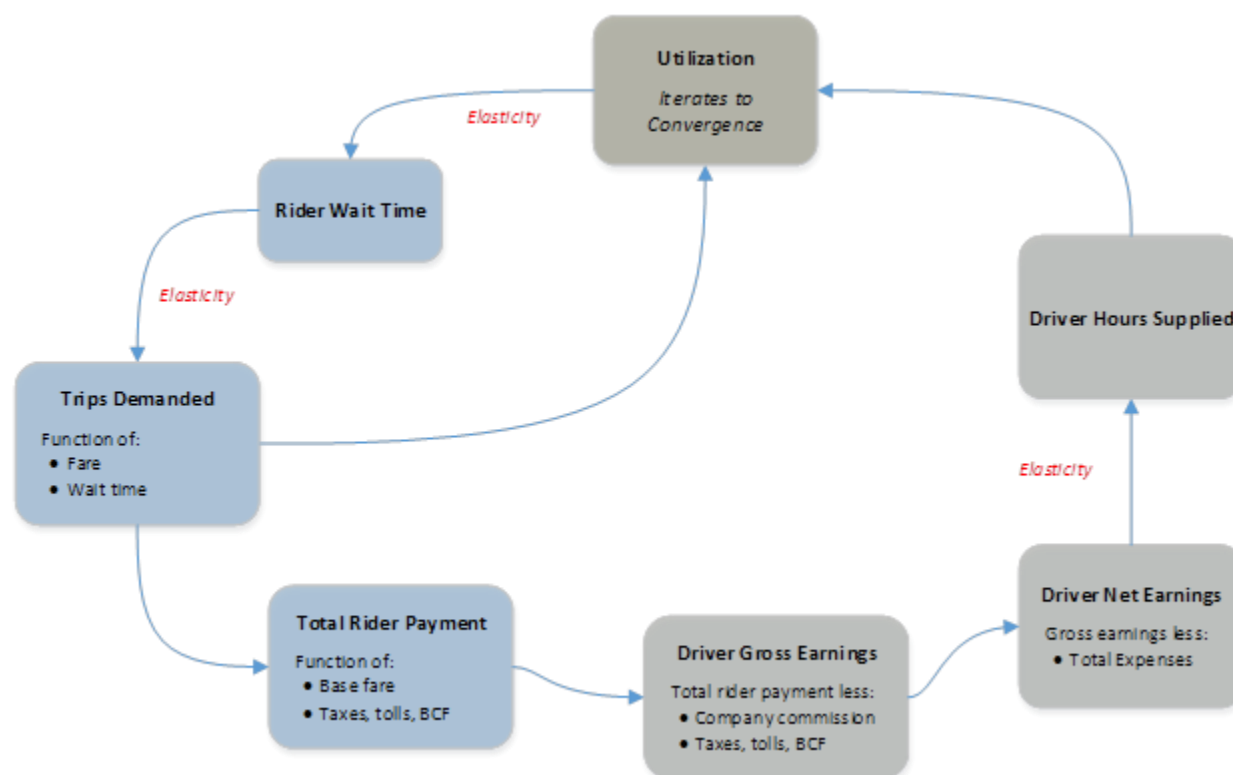 Utilization
Iterates to
Convergence
Elasticity
Rider Wait Time
Elasticity
Driver Hours Supplied
Trips Demanded
Function of:
• Fare
• Wait time
Elasticity
Driver Net Earnings
Gross earnings less:
• Total Expenses
Total Rider Payment
Function of:
• Base fare
• Taxes, tolls, BCF
Driver Gross Earnings
Total rider payment less:
• Company commission
• Taxes, tolls, BCF